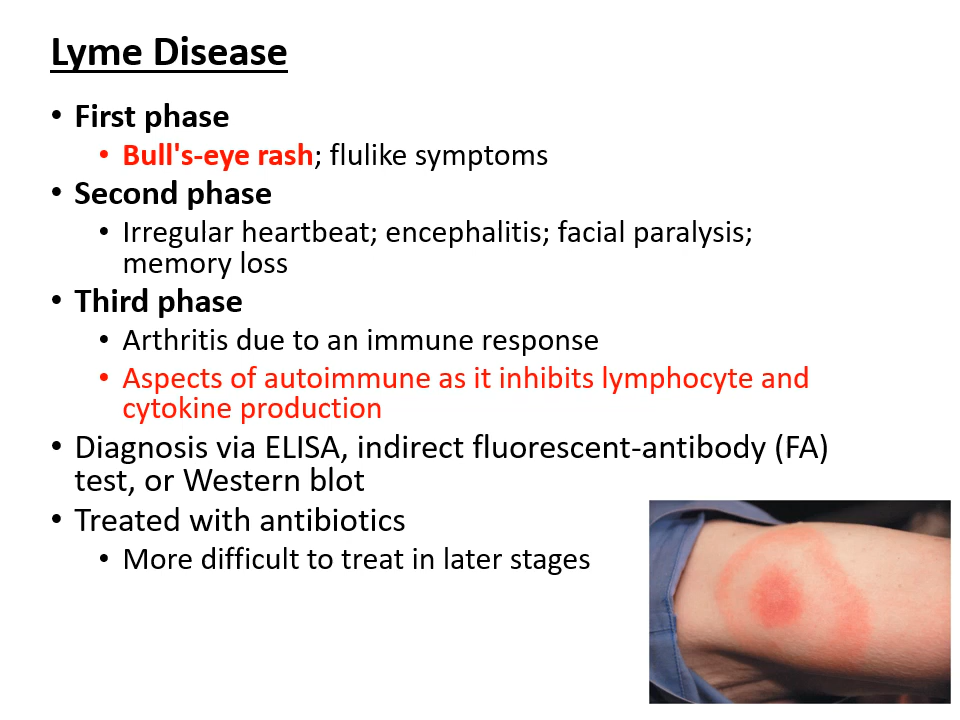 Lyme Disease
• First phase
• Bull's-eye rash; flulike symptoms
• Second phase
• Irregular heartbeat; encephalitis; facial paralysis;
memory loss
• Third phase
• Arthritis due to an immune response
• Aspects of autoimmune as it inhibits lymphocyte and
cytokine production
• Diagnosis via ELISA, indirect fluorescent-antibody (FA)
test, or Western blot
• Treated with antibiotics
• More difficult to treat in later stages